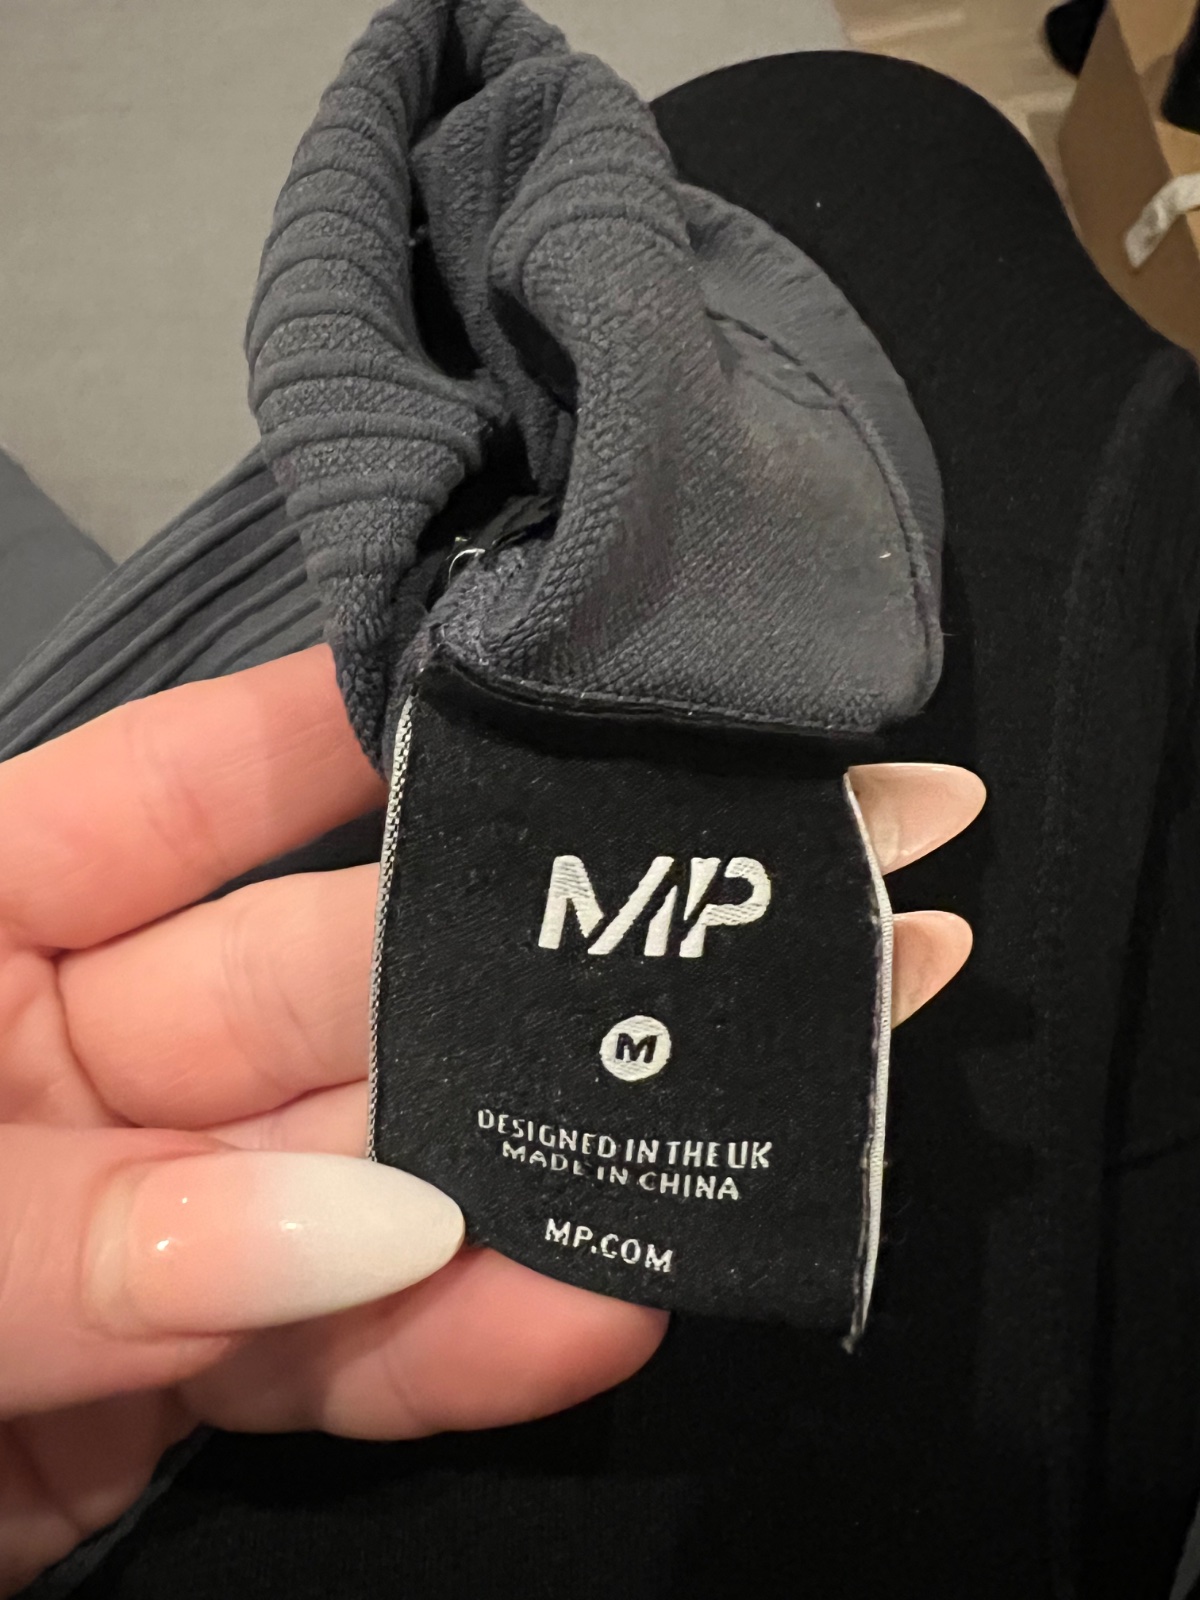 MP
M
DESIGNED IN THE UK
MADE IN CHINA
MP.COM